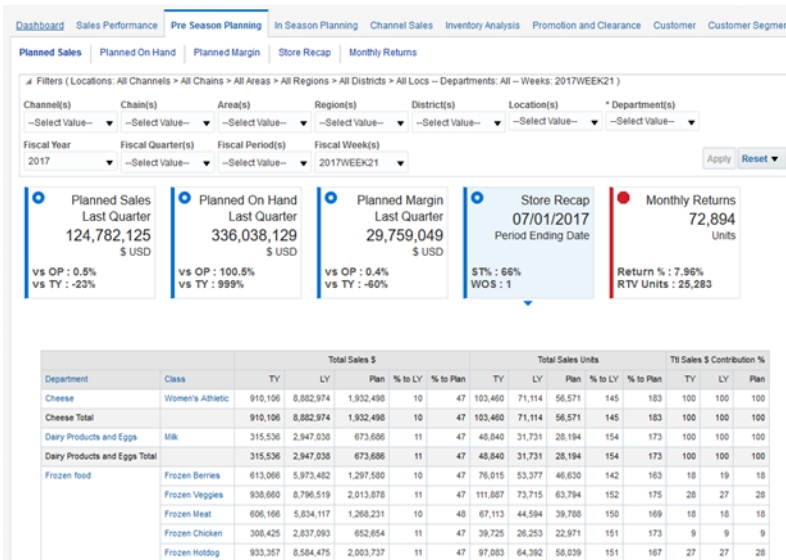 Dashboard Sales Performance Pre Season Planning In Season Planning Channel Sales Inventory Analysis Promotion and Clearance Customer Customer Segmen
Planned Sales Planned On Hand Planned Margin Store Recap Monthly Returns
Filters ( Locations: All Channels > All Chains > All Areas > All Regions > All Districts > All Locs -- Departments: All -- Weeks: 2017WEEK21 )
Channel(s) Chain(s) Area(s) Region(s) District(s) Location(s) * Department(s)
--Select Value-- --Select Value-- --Select Value-- --Select Value-- --Select Value-- --Select Value-- --Select Value--
Fiscal Year Fiscal Quarter(s) Fiscal Period(s) Fiscal Week(s)
2017 --Select Value-- --Select Value-- 2017WEEK21 Apply Reset
Planned Sales Planned On Hand Planned Margin Store Recap Monthly Returns
Last Quarter Last Quarter Last Quarter 07/01/2017 72,894
124,782,125 336,038,129 29,759,049 Period Ending Date Units
$ USD $ USD $ USD
vs OP : 0.5% vs OP : 100.5% vs OP : 0.4% ST% : 66% Return % : 7.96%
vs TY : -23% vs TY : 999% vs TY : -60% WOS : 1 RTV Units : 25,283
Total Sales $ Total Sales Units Ttl Sales $ Contribution %
Department Class TY LY Plan % to LY % to Plan TY LY Plan % to LY % to Plan TY LY Plan
Cheese Women's Athletic 910,106 8,882,974 1,932,498 10 47 103,460 71,114 56,571 145 183 100 100 100
Cheese Total 910,106 8,882,974 1,932,498 10 47 103,460 71,114 56,571 145 183 100 100 100
Dairy Products and Eggs Milk 315,536 2,947,038 673,686 11 47 48,840 31,731 28,194 154 173 100 100 100
Dairy Products and Eggs Total 315,536 2,947,038 673,686 11 47 48,840 31,731 28,194 154 173 100 100 100
Frozen food Frozen Berries 613,066 5,973,482 1,297,580 10 47 76,015 53,377 46,630 142 163 18 19 18
Frozen Veggies 938,660 8,796,519 2,013,878 11 47 111,887 73,715 63,794 152 175 28 27 28
Frozen Meat 606,166 5,834,117 1,268,231 10 48 67,113 44,594 39,788 150 169 18 18 18
Frozen Chicken 308,425 2,837,093 652,654 11 47 39,725 26,253 22,971 151 173 9 9 9
Frozen Hotdog 933,357 8,584,475 2,003,737 11 47 97,083 64,392 58,039 151 167 27 27 28